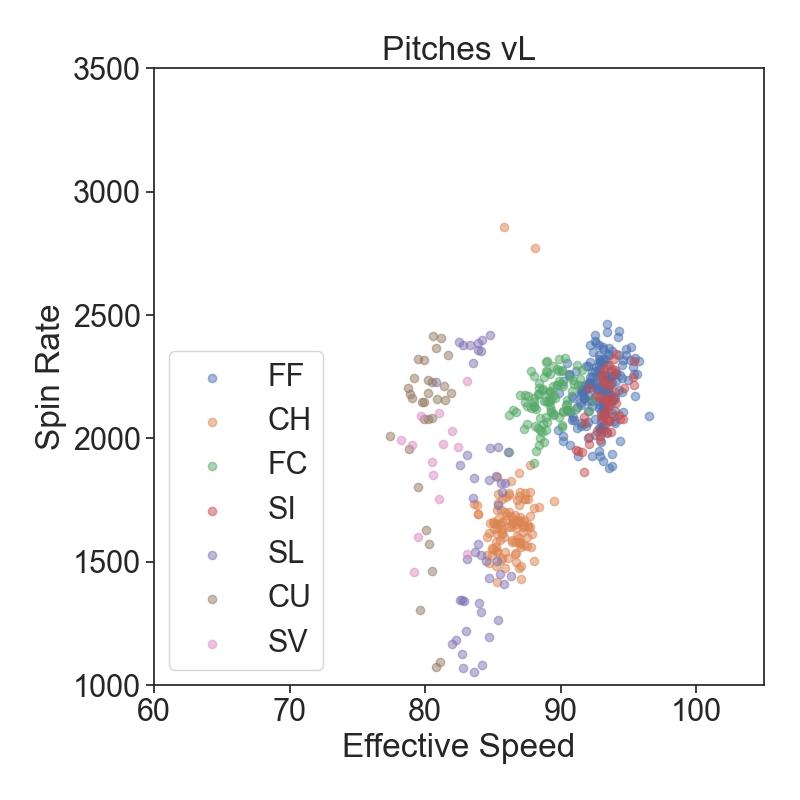 Pitches vL
Spin Rate
3500
3000
2500
2000
1500
1000
FF
CH
FC
SI
SL
CU
SV
60 70 80 90 100
Effective Speed